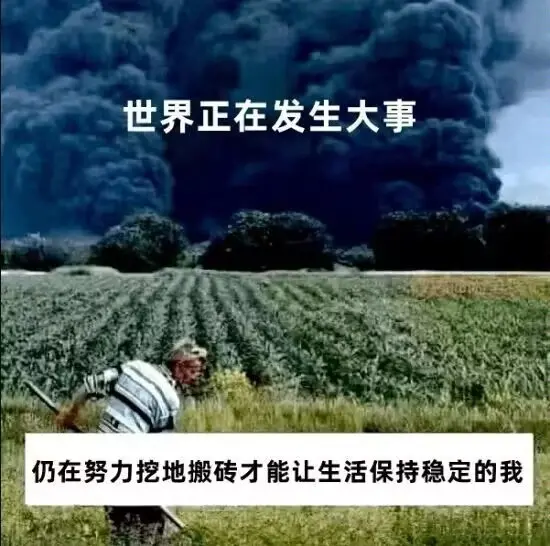 世界正在发生大事
仍在努力挖地搬砖才能让生活保持稳定的我